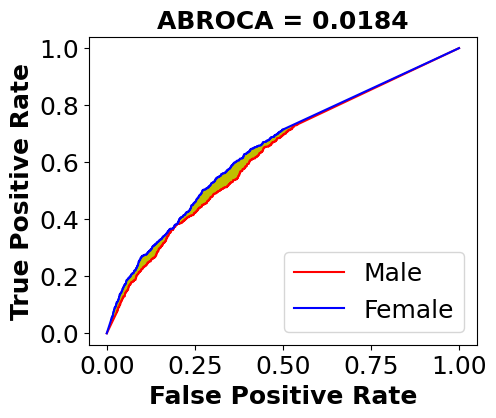 ABROCA = 0.0184
True Positive Rate
1.0
0.8
0.6
0.4
0.2
0.0
Male
Female
0.00 0.25 0.50 0.75 1.00
False Positive Rate